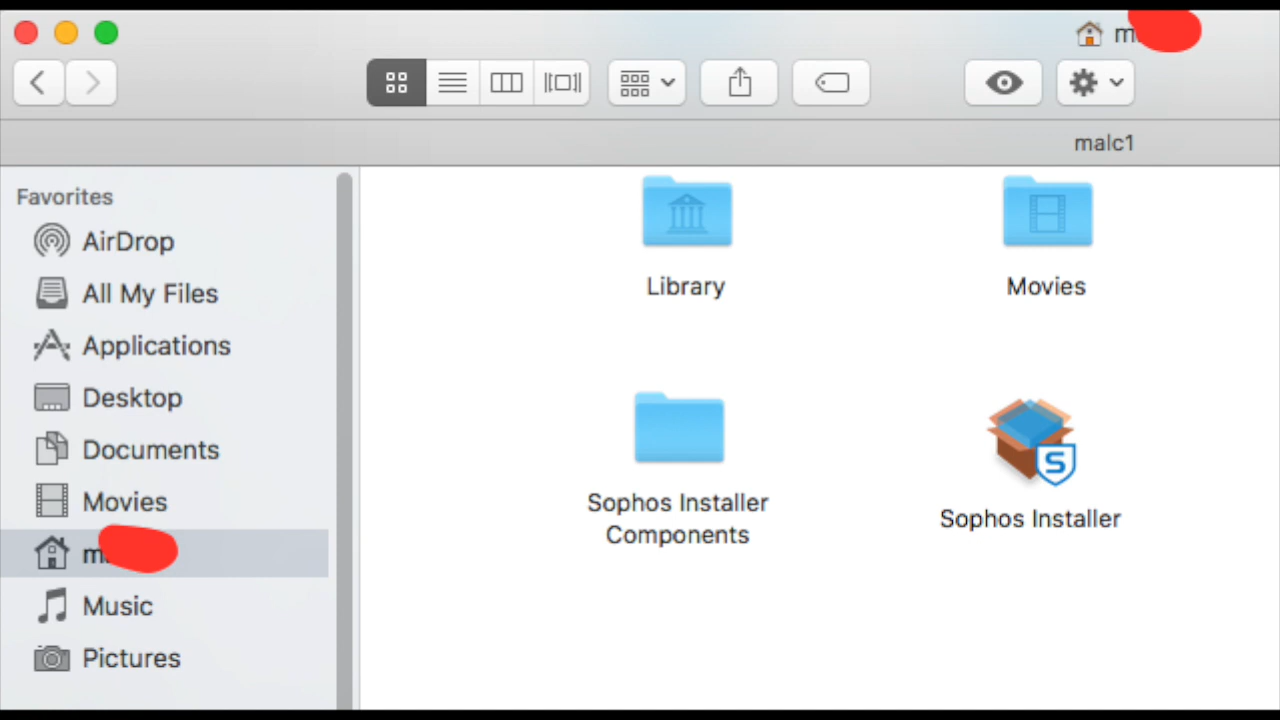 m
malc1
Favorites
AirDrop
All My Files
Applications
Desktop
Documents
Movies
m
Music
Pictures
Library
Movies
Sophos Installer
Components
Sophos Installer
S